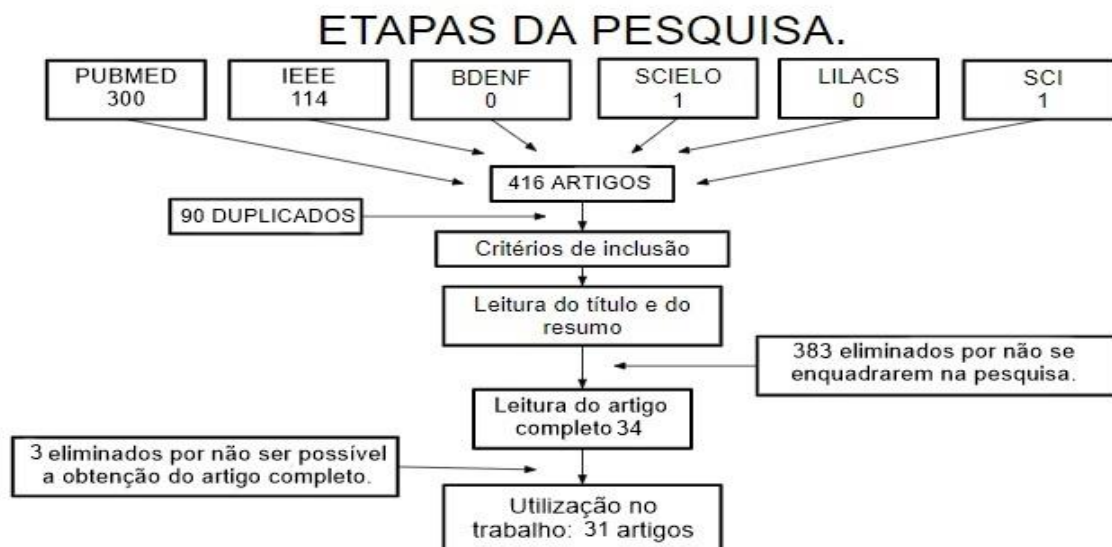 ETAPAS DA PESQUISA.
PUBMED
300
IEEE
114
BDENF
0
SCIELO
1
LILACS
0
SCI
1
416 ARTIGOS
90 DUPLICADOS
Critérios de inclusão
Leitura do título e do
resumo
383 eliminados por não se
enquadrarem na pesquisa.
Leitura do artigo
completo 34
3 eliminados por não ser possível
a obtenção do artigo completo.
Utilização no
trabalho: 31 artigos